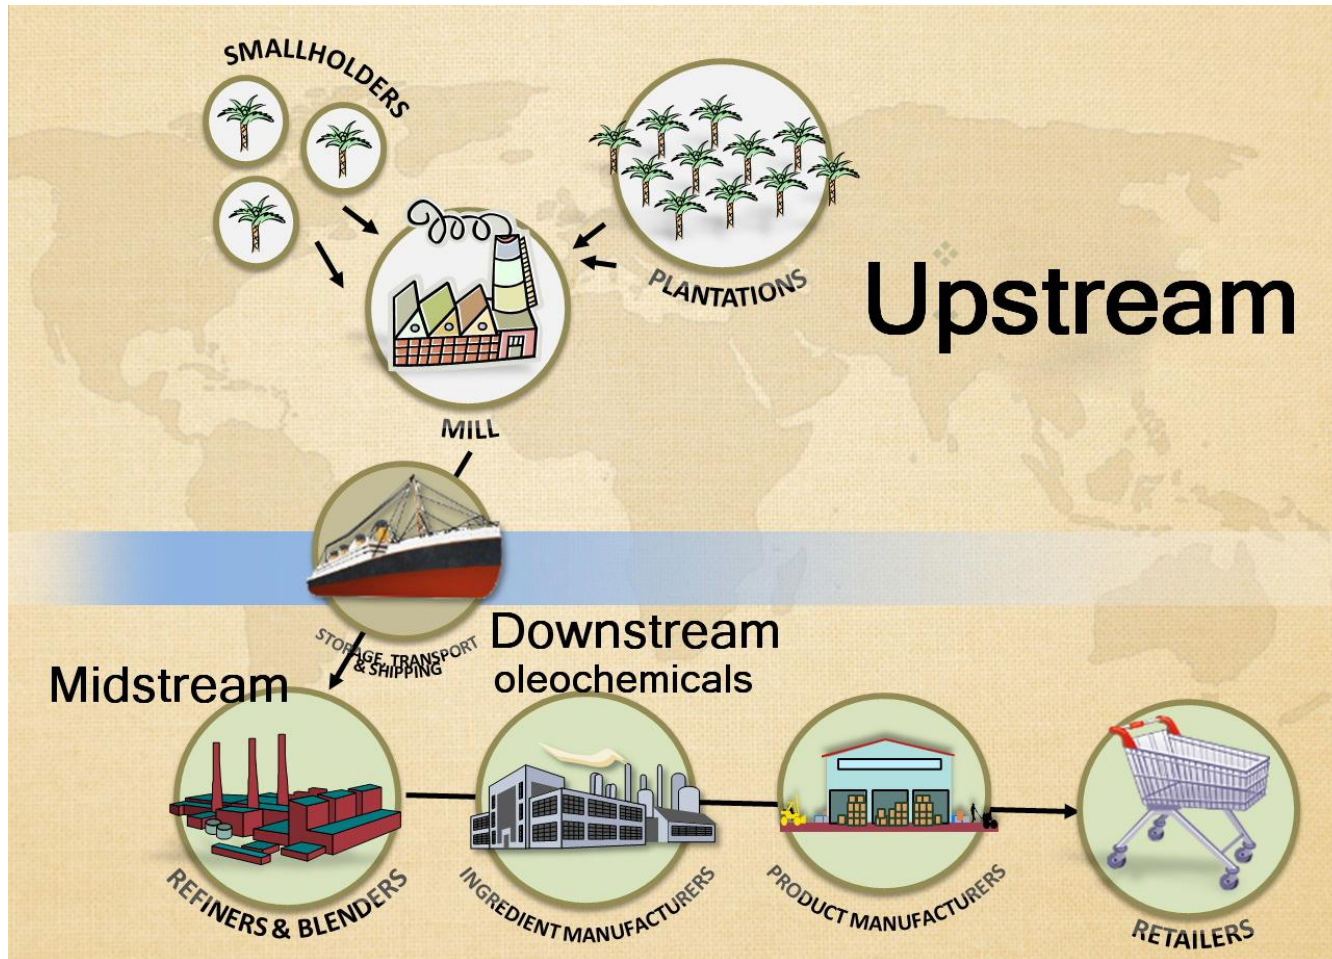 SMALLHOLDERS
PLANTATIONS
Upstream
MILL
STORAGE, TRANSPORT
& SHIPPING
Downstream
oleochemicals
Midstream
REFINERS & BLENDERS
INGREDIENT MANUFACTURERS
PRODUCT MANUFACTURERS
RETAILERS